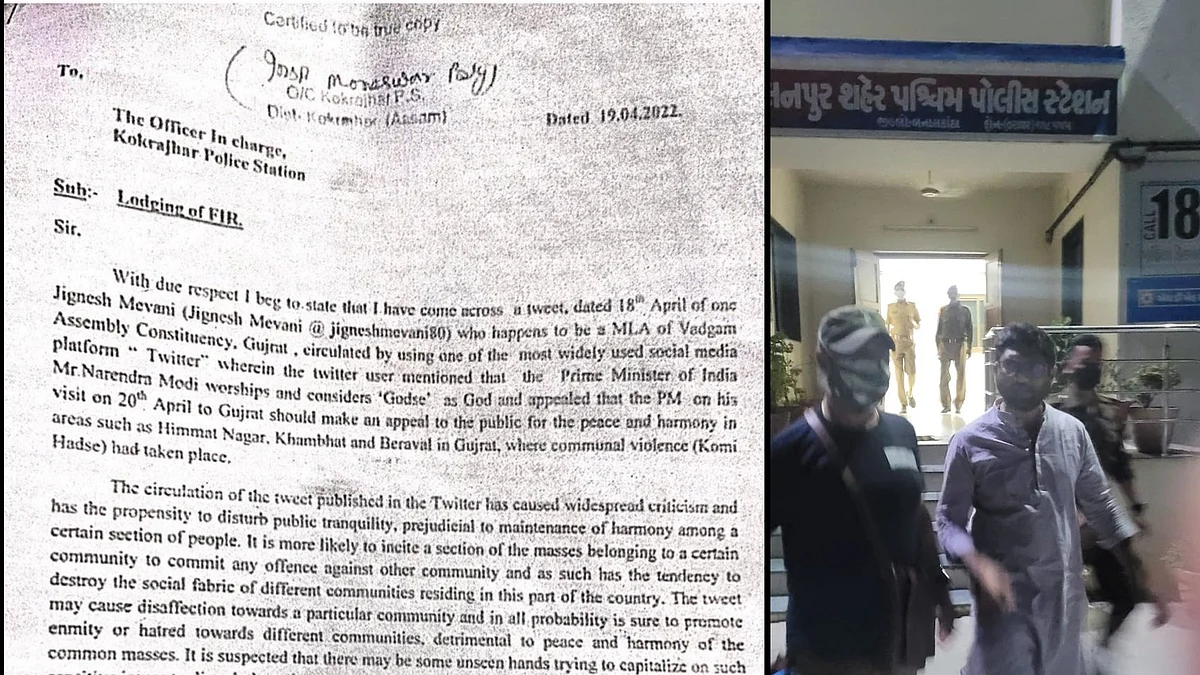 Certified to be true copy
O/C Kokrajhar P.S.
Dist- Kokrajhar (Assam)
To,
Dated 19.04.2022.
The Officer In charge,
Kokrajhar Police Station
Sub:- Lodging of FIR.
Sir,
With due respect I beg to state that I have come across a tweet, dated 18th April of one
Jignesh Mevani (Jignesh Mevani @ jigneshmevani80) who happens to be a MLA of Vadgam
Assembly Constituency, Gujrat , circulated by using one of the most widely used social media
platform “ Twitter” wherein the twitter user mentioned that the Prime Minister of India
Mr.Narendra Modi worships and considers ‘Godse’ as God and appealed that the PM on his
visit on 20th April to Gujrat should make an appeal to the public for the peace and harmony in
areas such as Himmat Nagar, Khambhat and Beraval in Gujrat, where communal violence (Komi
Hadse) had taken place.
The circulation of the tweet published in the Twitter has caused widespread criticism and
has the propensity to disturb public tranquility, prejudicial to maintenance of harmony among a
certain section of people. It is more likely to incite a section of the masses belonging to a certain
community to commit any offence against other community and as such has the tendency to
destroy the social fabric of different communities residing in this part of the country. The tweet
may cause disaffection towards a particular community and in all probability is sure to promote
enmity or hatred towards different communities, detrimental to peace and harmony of the
common masses. It is suspected that there may be some unseen hands trying to capitalize on such
લનપુર શહેર પશ્ચિમ પોલીસ સ્ટેશન
CALL 18